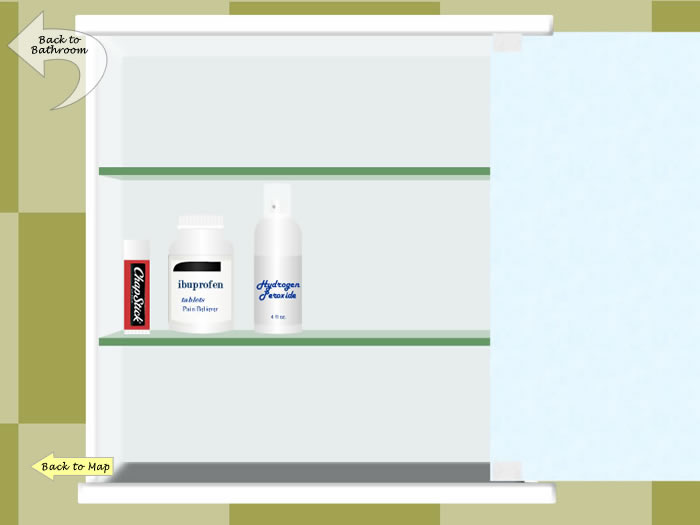 Back to
Bathroom
ChapStick
ibuprofen
tablets
Pain Reliever
Hydrogen
Peroxide
4 fl oz.
Back to Map